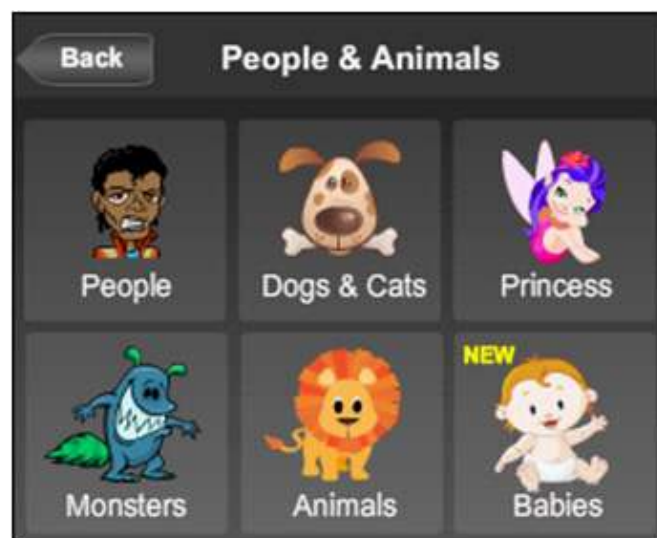 Back
People & Animals
People
Dogs & Cats
Princess
Monsters
Animals
NEW
Babies